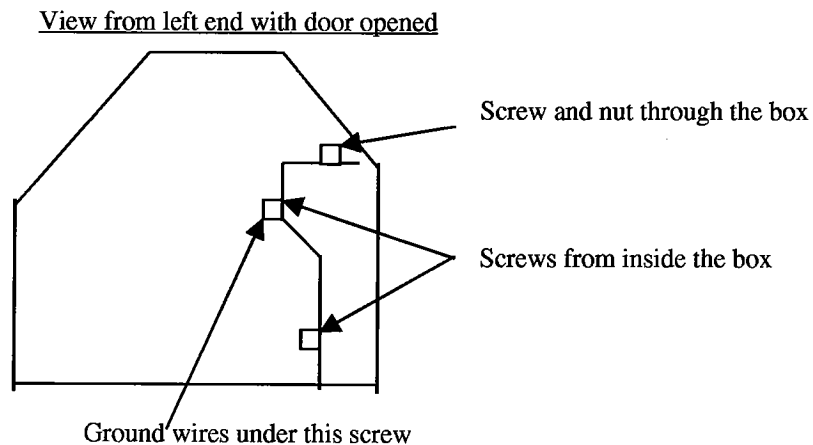 View from left end with door opened
Screw and nut through the box
Screws from inside the box
Ground wires under this screw